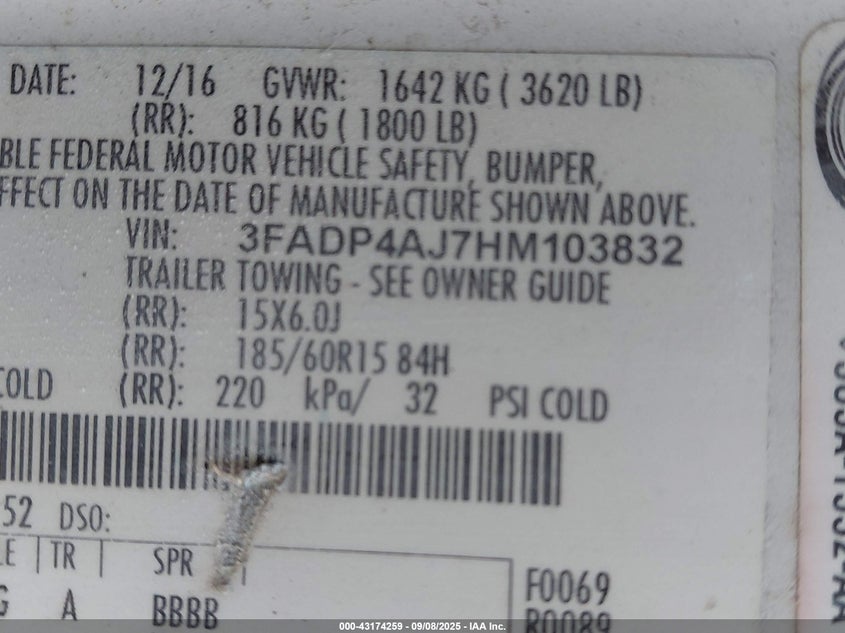 DATE: 12/16 GVWR: 1642 KG ( 3620 LB)
(RR): 816 KG ( 1800 LB)
BLE FEDERAL MOTOR VEHICLE SAFETY, BUMPER,
FFECT ON THE DATE OF MANUFACTURE SHOWN ABOVE.
VIN: 3FADP4AJ7HM103832
TRAILER TOWING - SEE OWNER GUIDE
(RR): 15X6.0J
(RR): 185/60R15 84H
COLD (RR): 220 kPa/ 32 PSI COLD
52 DSO:
LE TR SPR
G A BBBB
F0069
R0089
000-43174259 - 09/08/2025 - IAA Inc.